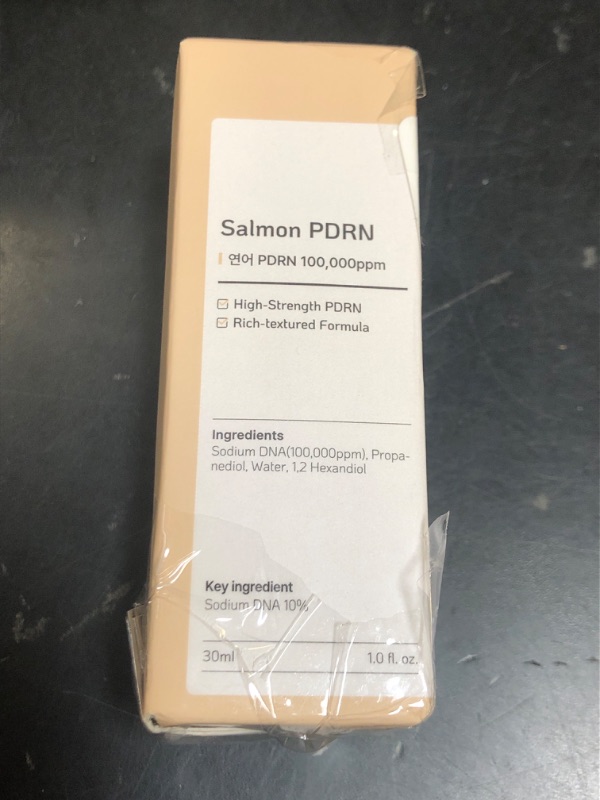 Salmon PDRN
연어 PDRN 100,000ppm
High-Strength PDRN
Rich-textured Formula
Ingredients
Sodium DNA(100,000ppm), Propa-
nediol, Water, 1,2 Hexandiol
Key ingredient
Sodium DNA 10%
30ml 1.0 fl. oz.